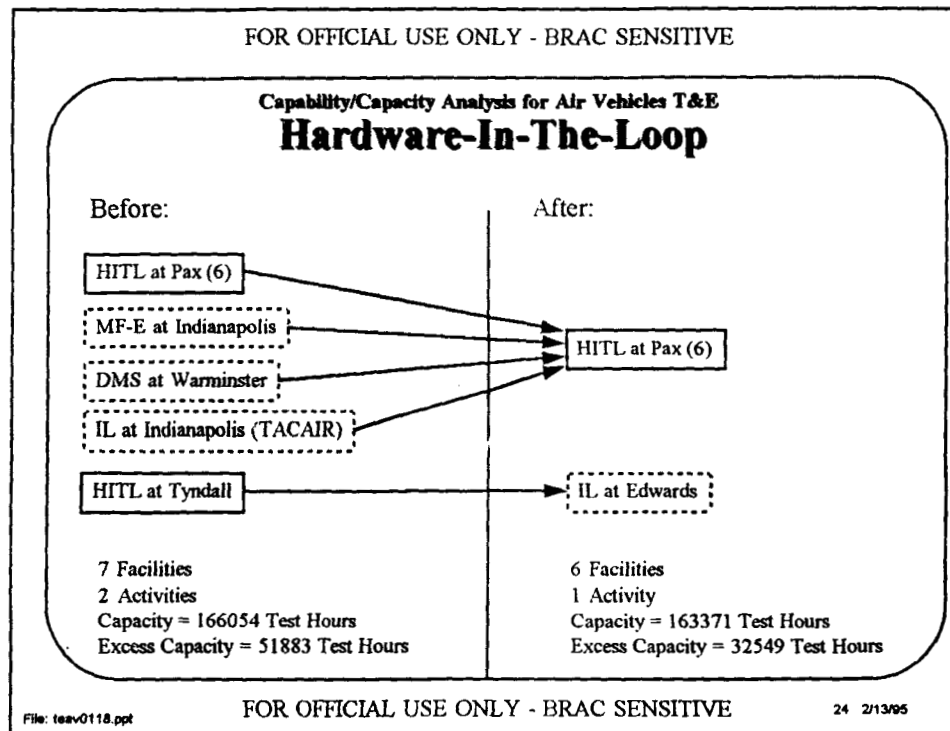 FOR OFFICIAL USE ONLY - BRAC SENSITIVE
Capability/Capacity Analysis for Air Vehicles T&E
Hardware-In-The-Loop
Before:
After:
HITL at Pax (6)
MF-E at Indianapolis
DMS at Warminster
IL at Indianapolis (TACAIR)
HITL at Tyndall
HITL at Pax (6)
IL at Edwards
7 Facilities
2 Activities
Capacity = 166054 Test Hours
Excess Capacity = 51883 Test Hours
6 Facilities
1 Activity
Capacity = 163371 Test Hours
Excess Capacity = 32549 Test Hours
File: teav0118.ppt
FOR OFFICIAL USE ONLY - BRAC SENSITIVE
24 2/13/95